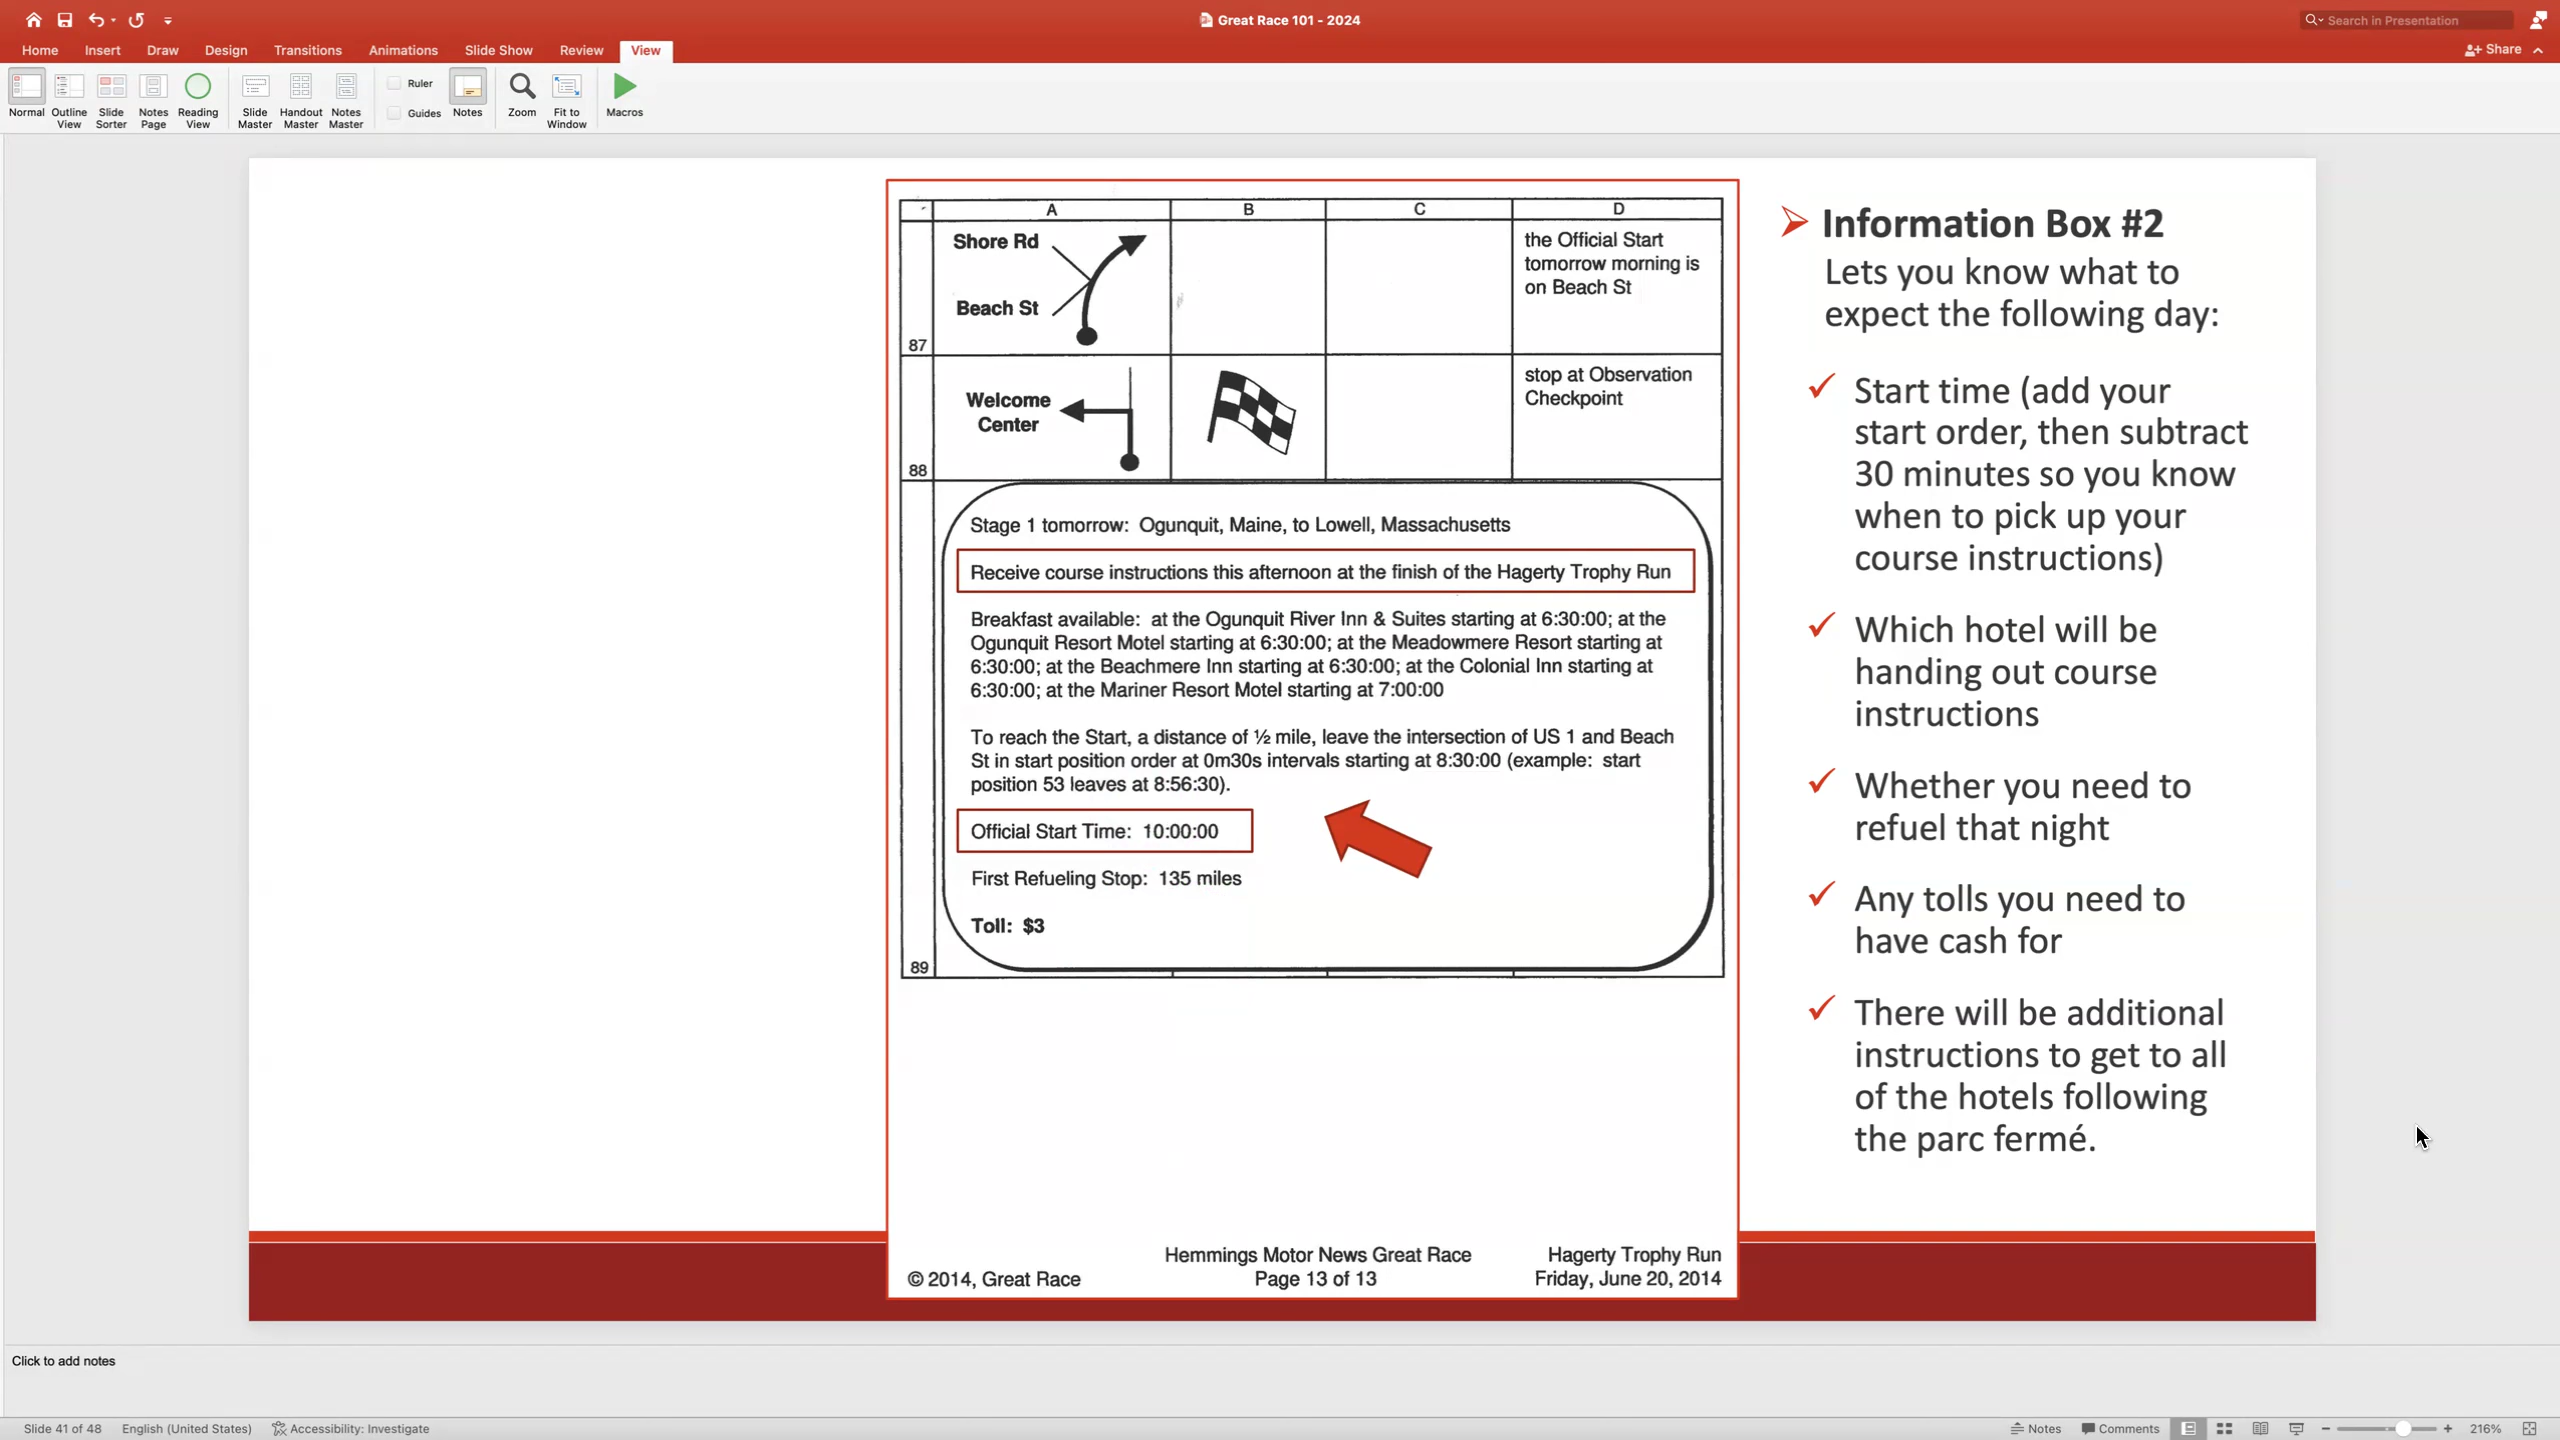 Great Race 101 - 2024
Search in Presentation
Home
Insert
Draw
Design
Transitions
Animations
Slide Show
Review
View
Share
Normal
Outline
View
Slide
Sorter
Notes
Page
Reading
View
Slide
Master
Handout
Master
Notes
Master
Ruler
Guides
Notes
Zoom
Fit to
Window
Macros
A
B
C
D
Shore Rd
Beach St
the Official Start
tomorrow morning is
on Beach St
87
Welcome
Center
stop at Observation
Checkpoint
88
Stage 1 tomorrow: Ogunquit, Maine, to Lowell, Massachusetts
Receive course instructions this afternoon at the finish of the Hagerty Trophy Run
Breakfast available: at the Ogunquit River Inn & Suites starting at 6:30:00; at the
Ogunquit Resort Motel starting at 6:30:00; at the Meadowmere Resort starting at
6:30:00; at the Beachmere Inn starting at 6:30:00; at the Colonial Inn starting at
6:30:00; at the Mariner Resort Motel starting at 7:00:00
To reach the Start, a distance of ½ mile, leave the intersection of US 1 and Beach
St in start position order at 0m30s intervals starting at 8:30:00 (example: start
position 53 leaves at 8:56:30).
Official Start Time: 10:00:00
First Refueling Stop: 135 miles
Toll: $3
89
© 2014, Great Race
Hemmings Motor News Great Race
Page 13 of 13
Hagerty Trophy Run
Friday, June 20, 2014
Information Box #2
Lets you know what to
expect the following day:
Start time (add your
start order, then subtract
30 minutes so you know
when to pick up your
course instructions)
Which hotel will be
handing out course
instructions
Whether you need to
refuel that night
Any tolls you need to
have cash for
There will be additional
instructions to get to all
of the hotels following
the parc fermé.
Click to add notes
Slide 41 of 48
English (United States)
Accessibility: Investigate
Notes
Comments
216%